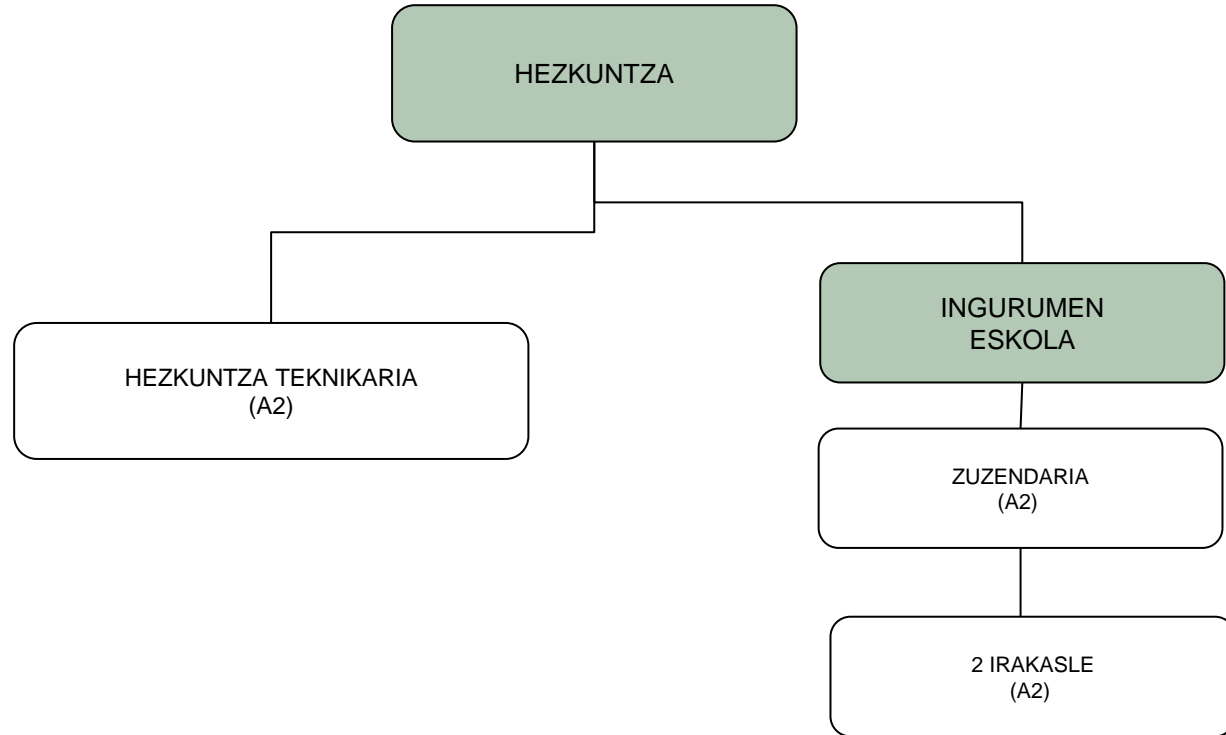 HEZKUNTZA
HEZKUNTZA TEKNIKARIA
(A2)
INGURUMEN
ESKOLA
ZUZENDARIA
(A2)
2 IRAKASLE
(A2)